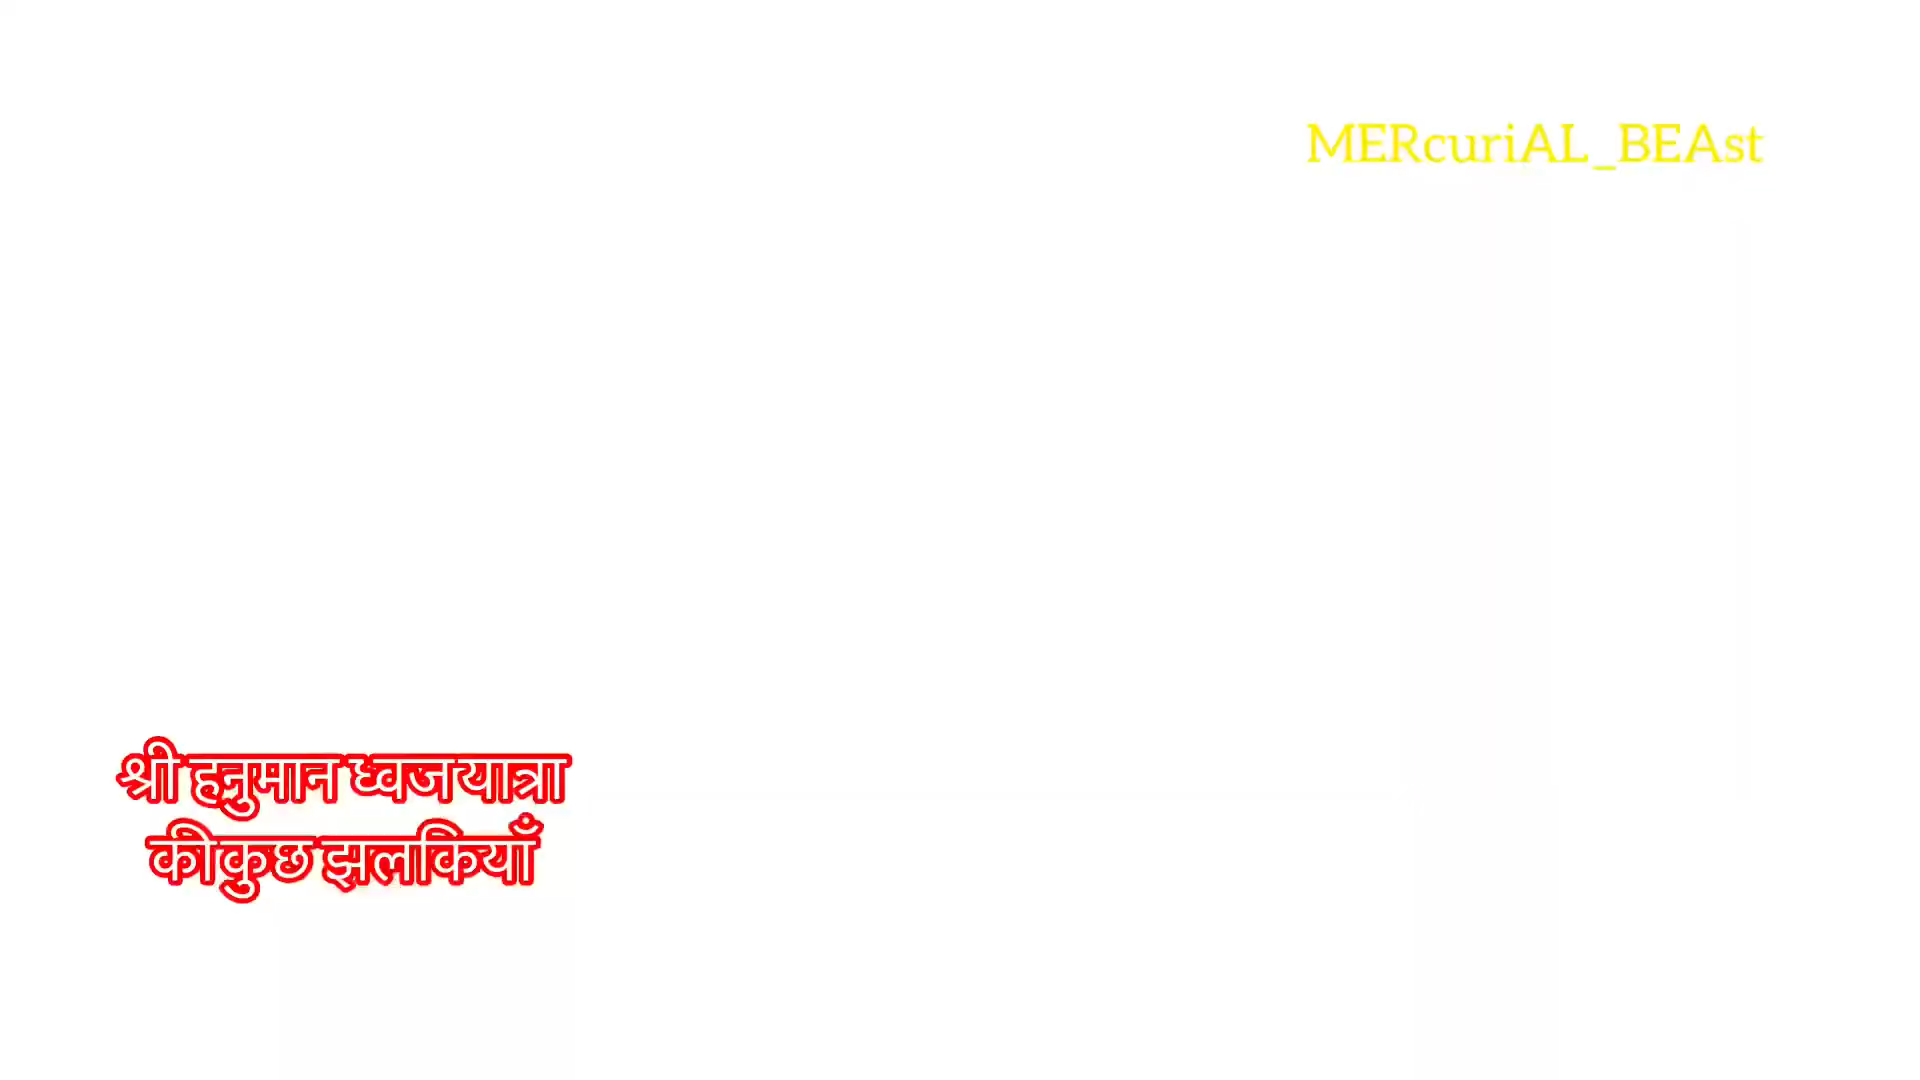 MERcuriAL_BEAst
श्री हनुमान ध्वजयात्रा
की कुछ झलकियाँ